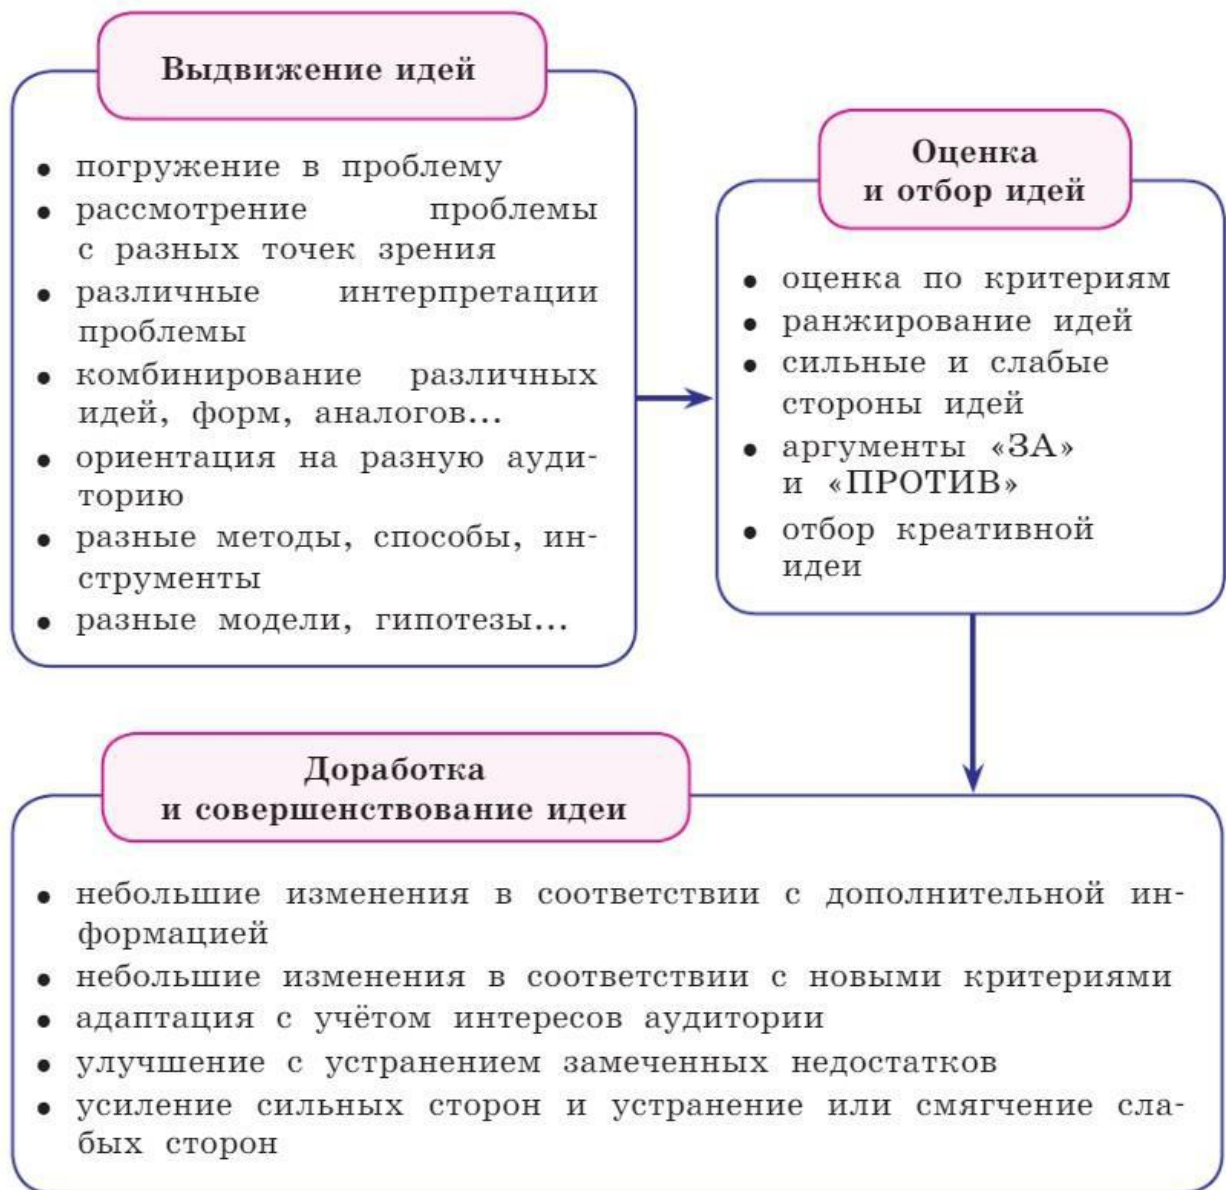 Выдвижение идей
• погружение в проблему
• рассмотрение проблемы
с разных точек зрения
• различные интерпретации
проблемы
• комбинирование различных
идей, форм, аналогов...
• ориентация на разную ауди-
торию
• разные методы, способы, ин-
струменты
• разные модели, гипотезы...
Оценка
и отбор идей
• оценка по критериям
• ранжирование идей
• сильные и слабые
стороны идей
• аргументы «ЗА»
и «ПРОТИВ»
• отбор креативной
идеи
Доработка
и совершенствование идеи
• небольшие изменения в соответствии с дополнительной ин-
формацией
• небольшие изменения в соответствии с новыми критериями
• адаптация с учётом интересов аудитории
• улучшение с устранением замеченных недостатков
• усиление сильных сторон и устранение или смягчение сла-
бых сторон